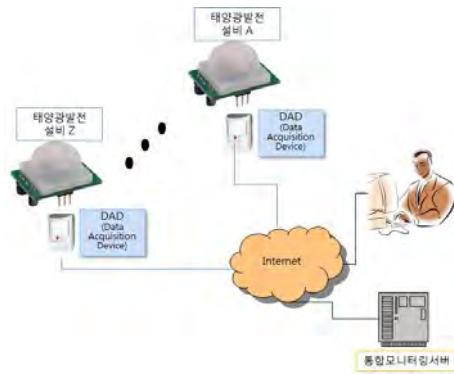 태양광발전
설비 A
태양광발전
설비 Z
DAD
(Data
Acquisition
Device)
DAD
(Data
Acquisition
Device)
Internet
통합모니터링서버